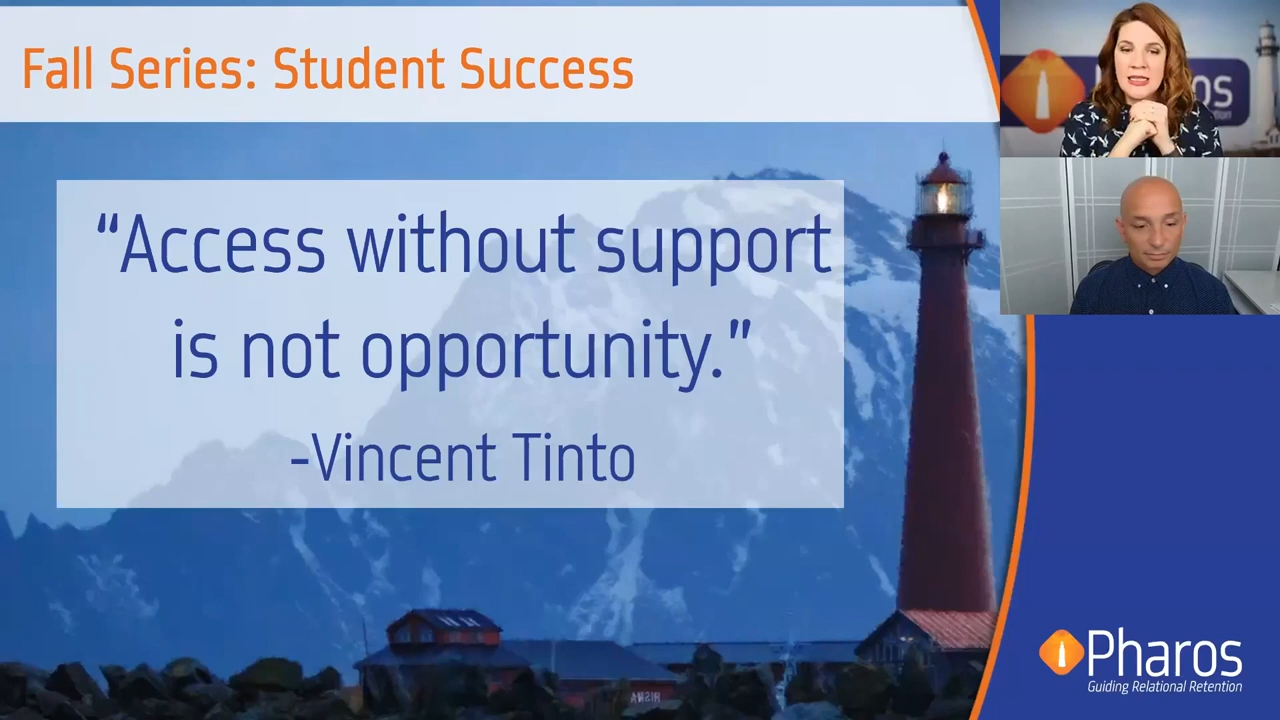 Fall Series: Student Success
“Access without support
is not opportunity.”
-Vincent Tinto
Pharos
Guiding Relational Retention